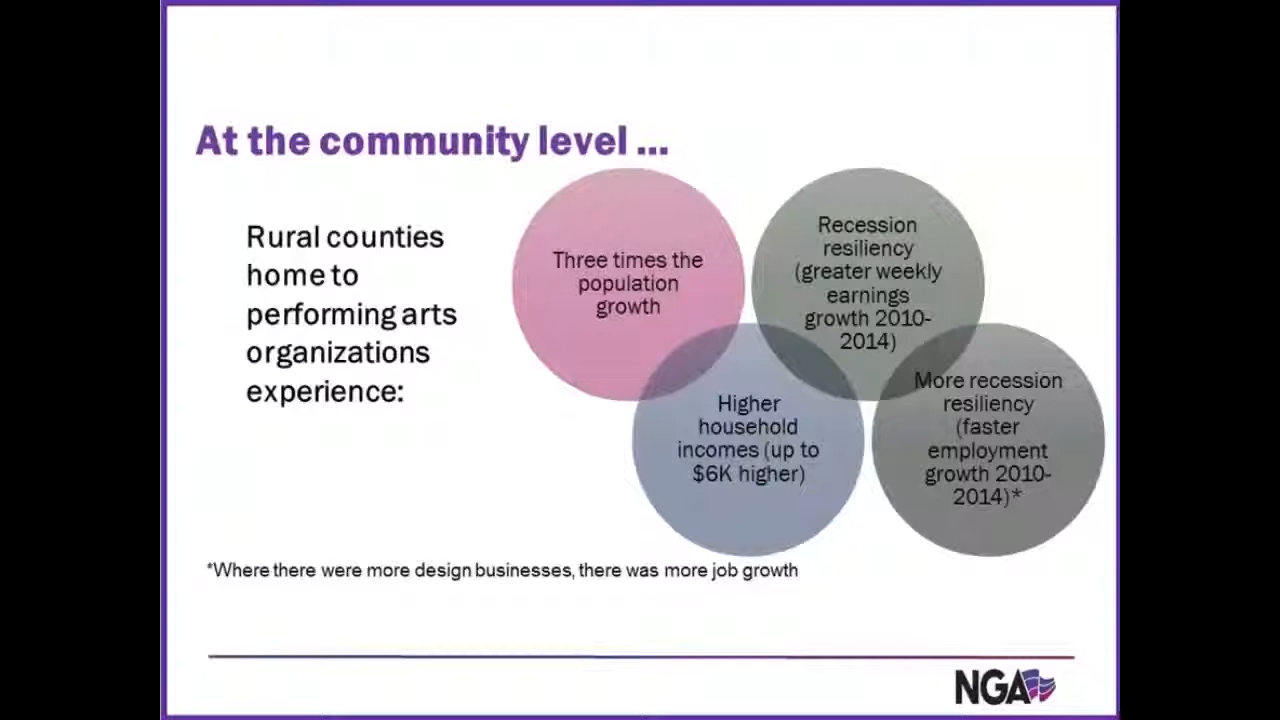 At the community level ...
Rural counties
home to
performing arts
organizations
experience:
Three times the
population
growth
Higher
household
incomes (up to
$6K higher)
Recession
resiliency
(greater weekly
earnings
growth 2010-
2014)
More recession
resiliency
(faster
employment
growth 2010-
2014)*
*Where there were more design businesses, there was more job growth
NGA